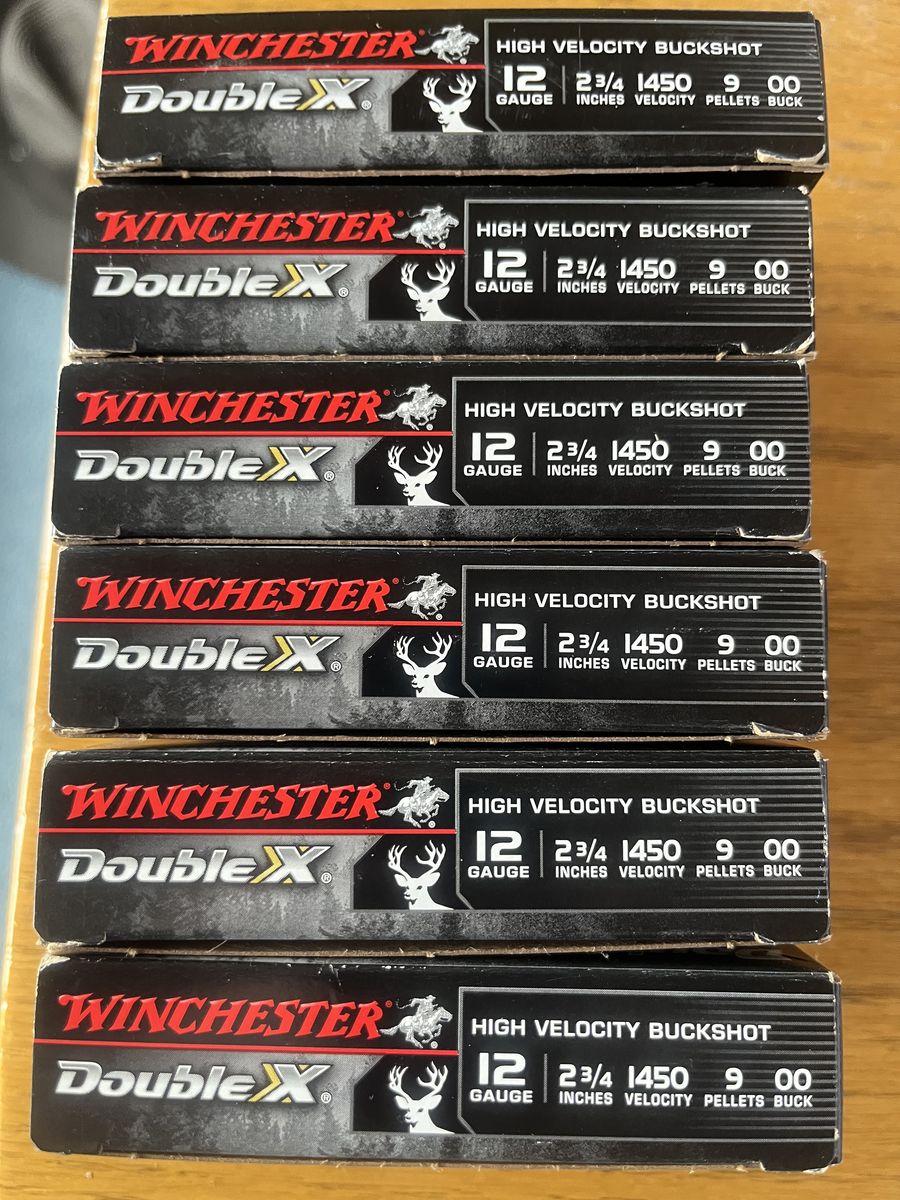 WINCHESTER®
Double X®
HIGH VELOCITY BUCKSHOT
12 2 3/4 1450 9 00
GAUGE INCHES VELOCITY PELLETS BUCK
WINCHESTER®
Double X®
HIGH VELOCITY BUCKSHOT
12 2 3/4 1450 9 00
GAUGE INCHES VELOCITY PELLETS BUCK
WINCHESTER®
Double X®
HIGH VELOCITY BUCKSHOT
12 2 3/4 1450 9 00
GAUGE INCHES VELOCITY PELLETS BUCK
WINCHESTER®
Double X®
HIGH VELOCITY BUCKSHOT
12 2 3/4 1450 9 00
GAUGE INCHES VELOCITY PELLETS BUCK
WINCHESTER®
Double X®
HIGH VELOCITY BUCKSHOT
12 2 3/4 1450 9 00
GAUGE INCHES VELOCITY PELLETS BUCK
WINCHESTER®
Double X®
HIGH VELOCITY BUCKSHOT
12 2 3/4 1450 9 00
GAUGE INCHES VELOCITY PELLETS BUCK